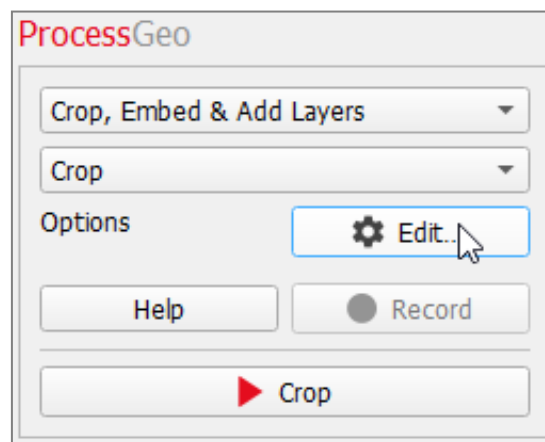 ProcessGeo
Crop, Embed & Add Layers
Crop
Options
Edit...
Help
Record
Crop